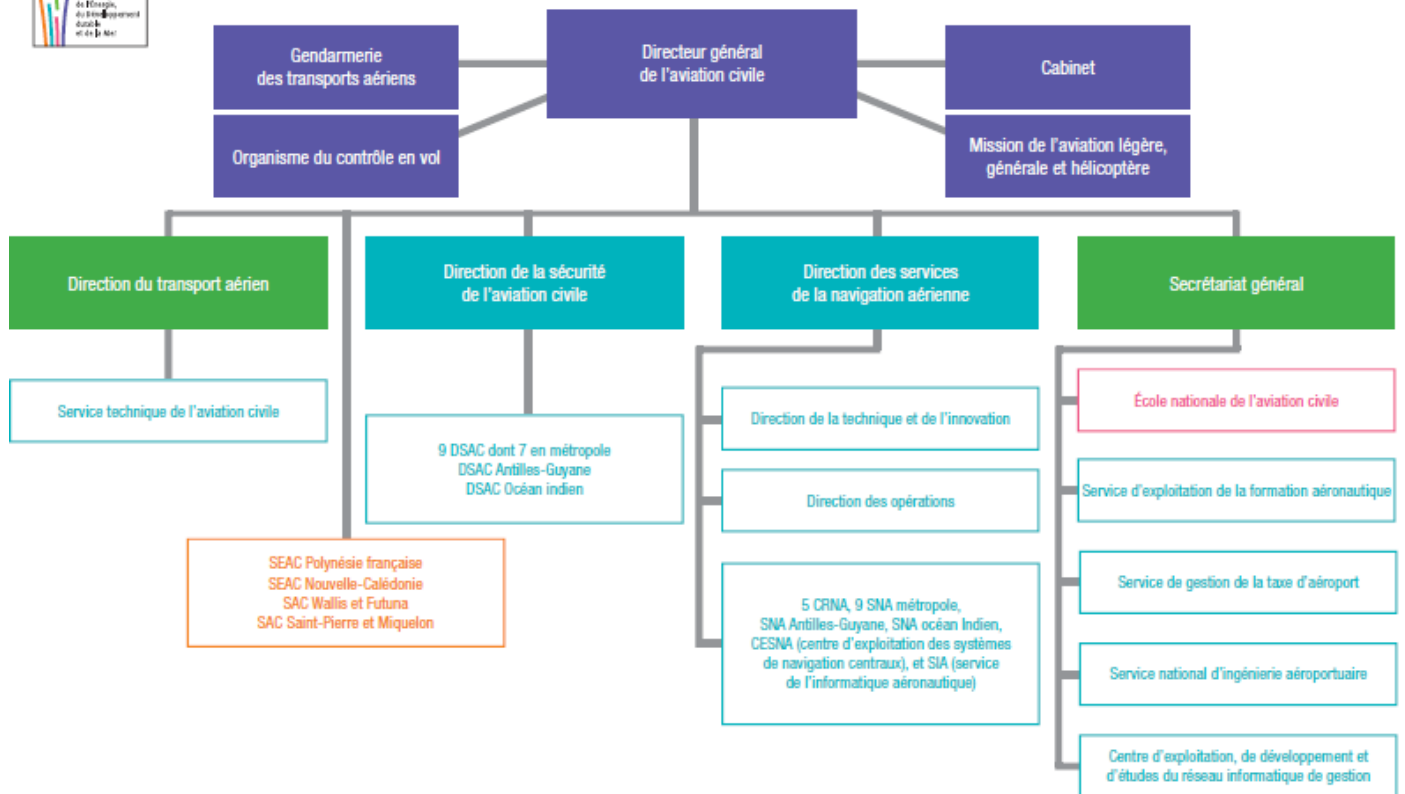 de l'Énergie,
du Développement
durable
et de la Mer
Gendarmerie
des transports aériens
Directeur général
de l'aviation civile
Cabinet
Organisme du contrôle en vol
Mission de l'aviation légère,
générale et hélicoptère
Direction du transport aérien
Direction de la sécurité
de l'aviation civile
Direction des services
de la navigation aérienne
Secrétariat général
Service technique de l'aviation civile
9 DSAC dont 7 en métropole
DSAC Antilles-Guyane
DSAC Océan indien
SEAC Polynésie française
SEAC Nouvelle-Calédonie
SAC Wallis et Futuna
SAC Saint-Pierre et Miquelon
Direction de la technique et de l'innovation
Direction des opérations
5 CRNA, 9 SNA métropole,
SNA Antilles-Guyane, SNA océan Indien,
CESNA (centre d'exploitation des systèmes
de navigation centraux), et SIA (service
de l'informatique aéronautique)
École nationale de l'aviation civile
Service d'exploitation de la formation aéronautique
Service de gestion de la taxe d'aéroport
Service national d'ingénierie aéroportuaire
Centre d'exploitation, de développement et
d'études du réseau informatique de gestion